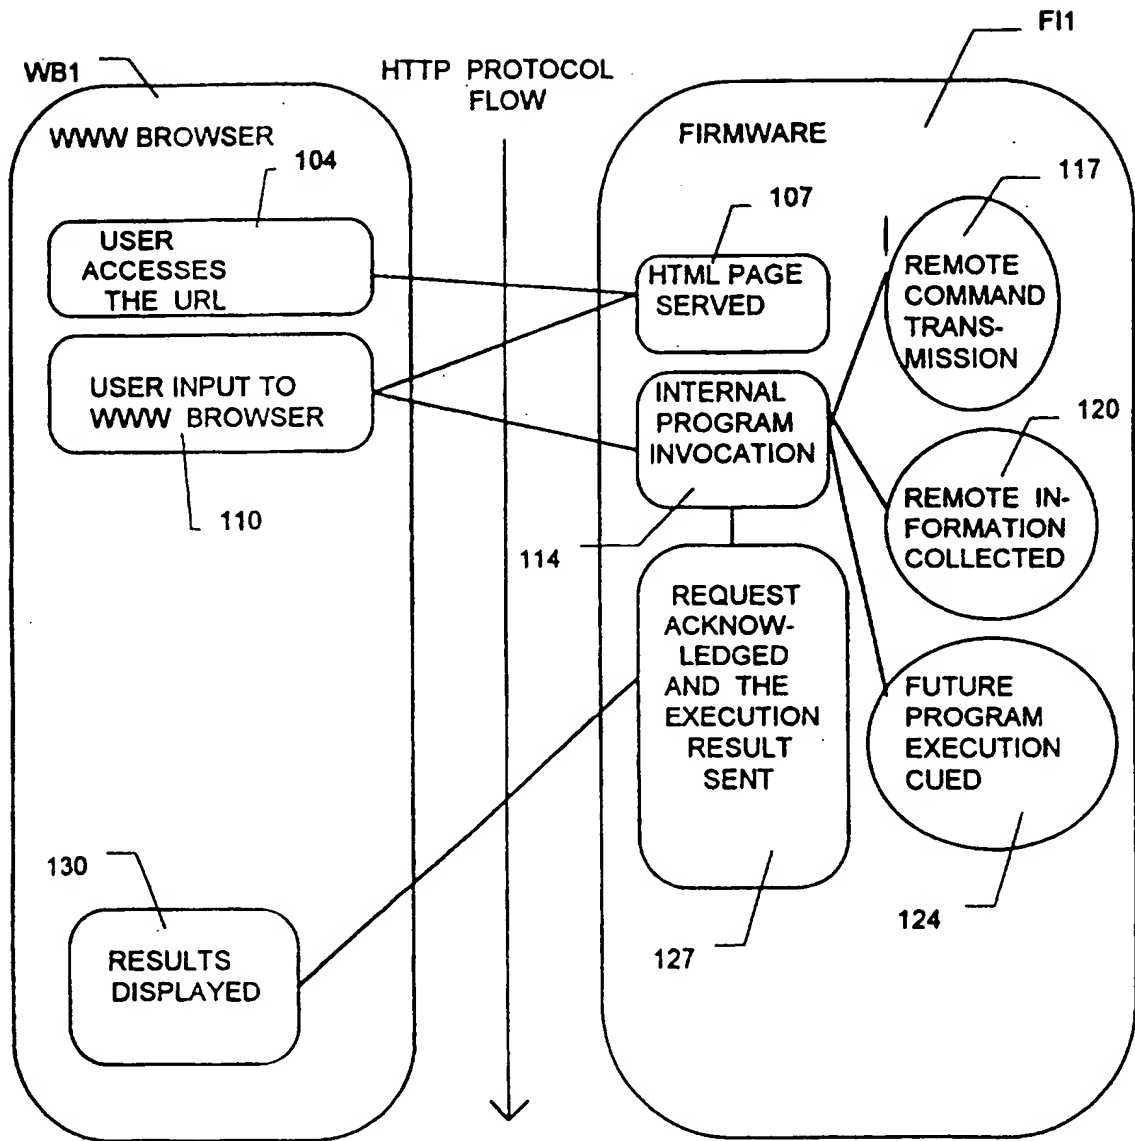 FI1
WB1
HTTP PROTOCOL
FLOW
WWW BROWSER
FIRMWARE
104
117
107
USER
ACCESSES
THE URL
HTML PAGE
SERVED
REMOTE
COMMAND
TRANS-
MISSION
USER INPUT TO
WWW BROWSER
INTERNAL
PROGRAM
INVOCATION
120
REMOTE IN-
FORMATION
COLLECTED
110
114
REQUEST
ACKNOW-
LEDGED
AND THE
EXECUTION
RESULT
SENT
FUTURE
PROGRAM
EXECUTION
CUED
130
124
127
RESULTS
DISPLAYED